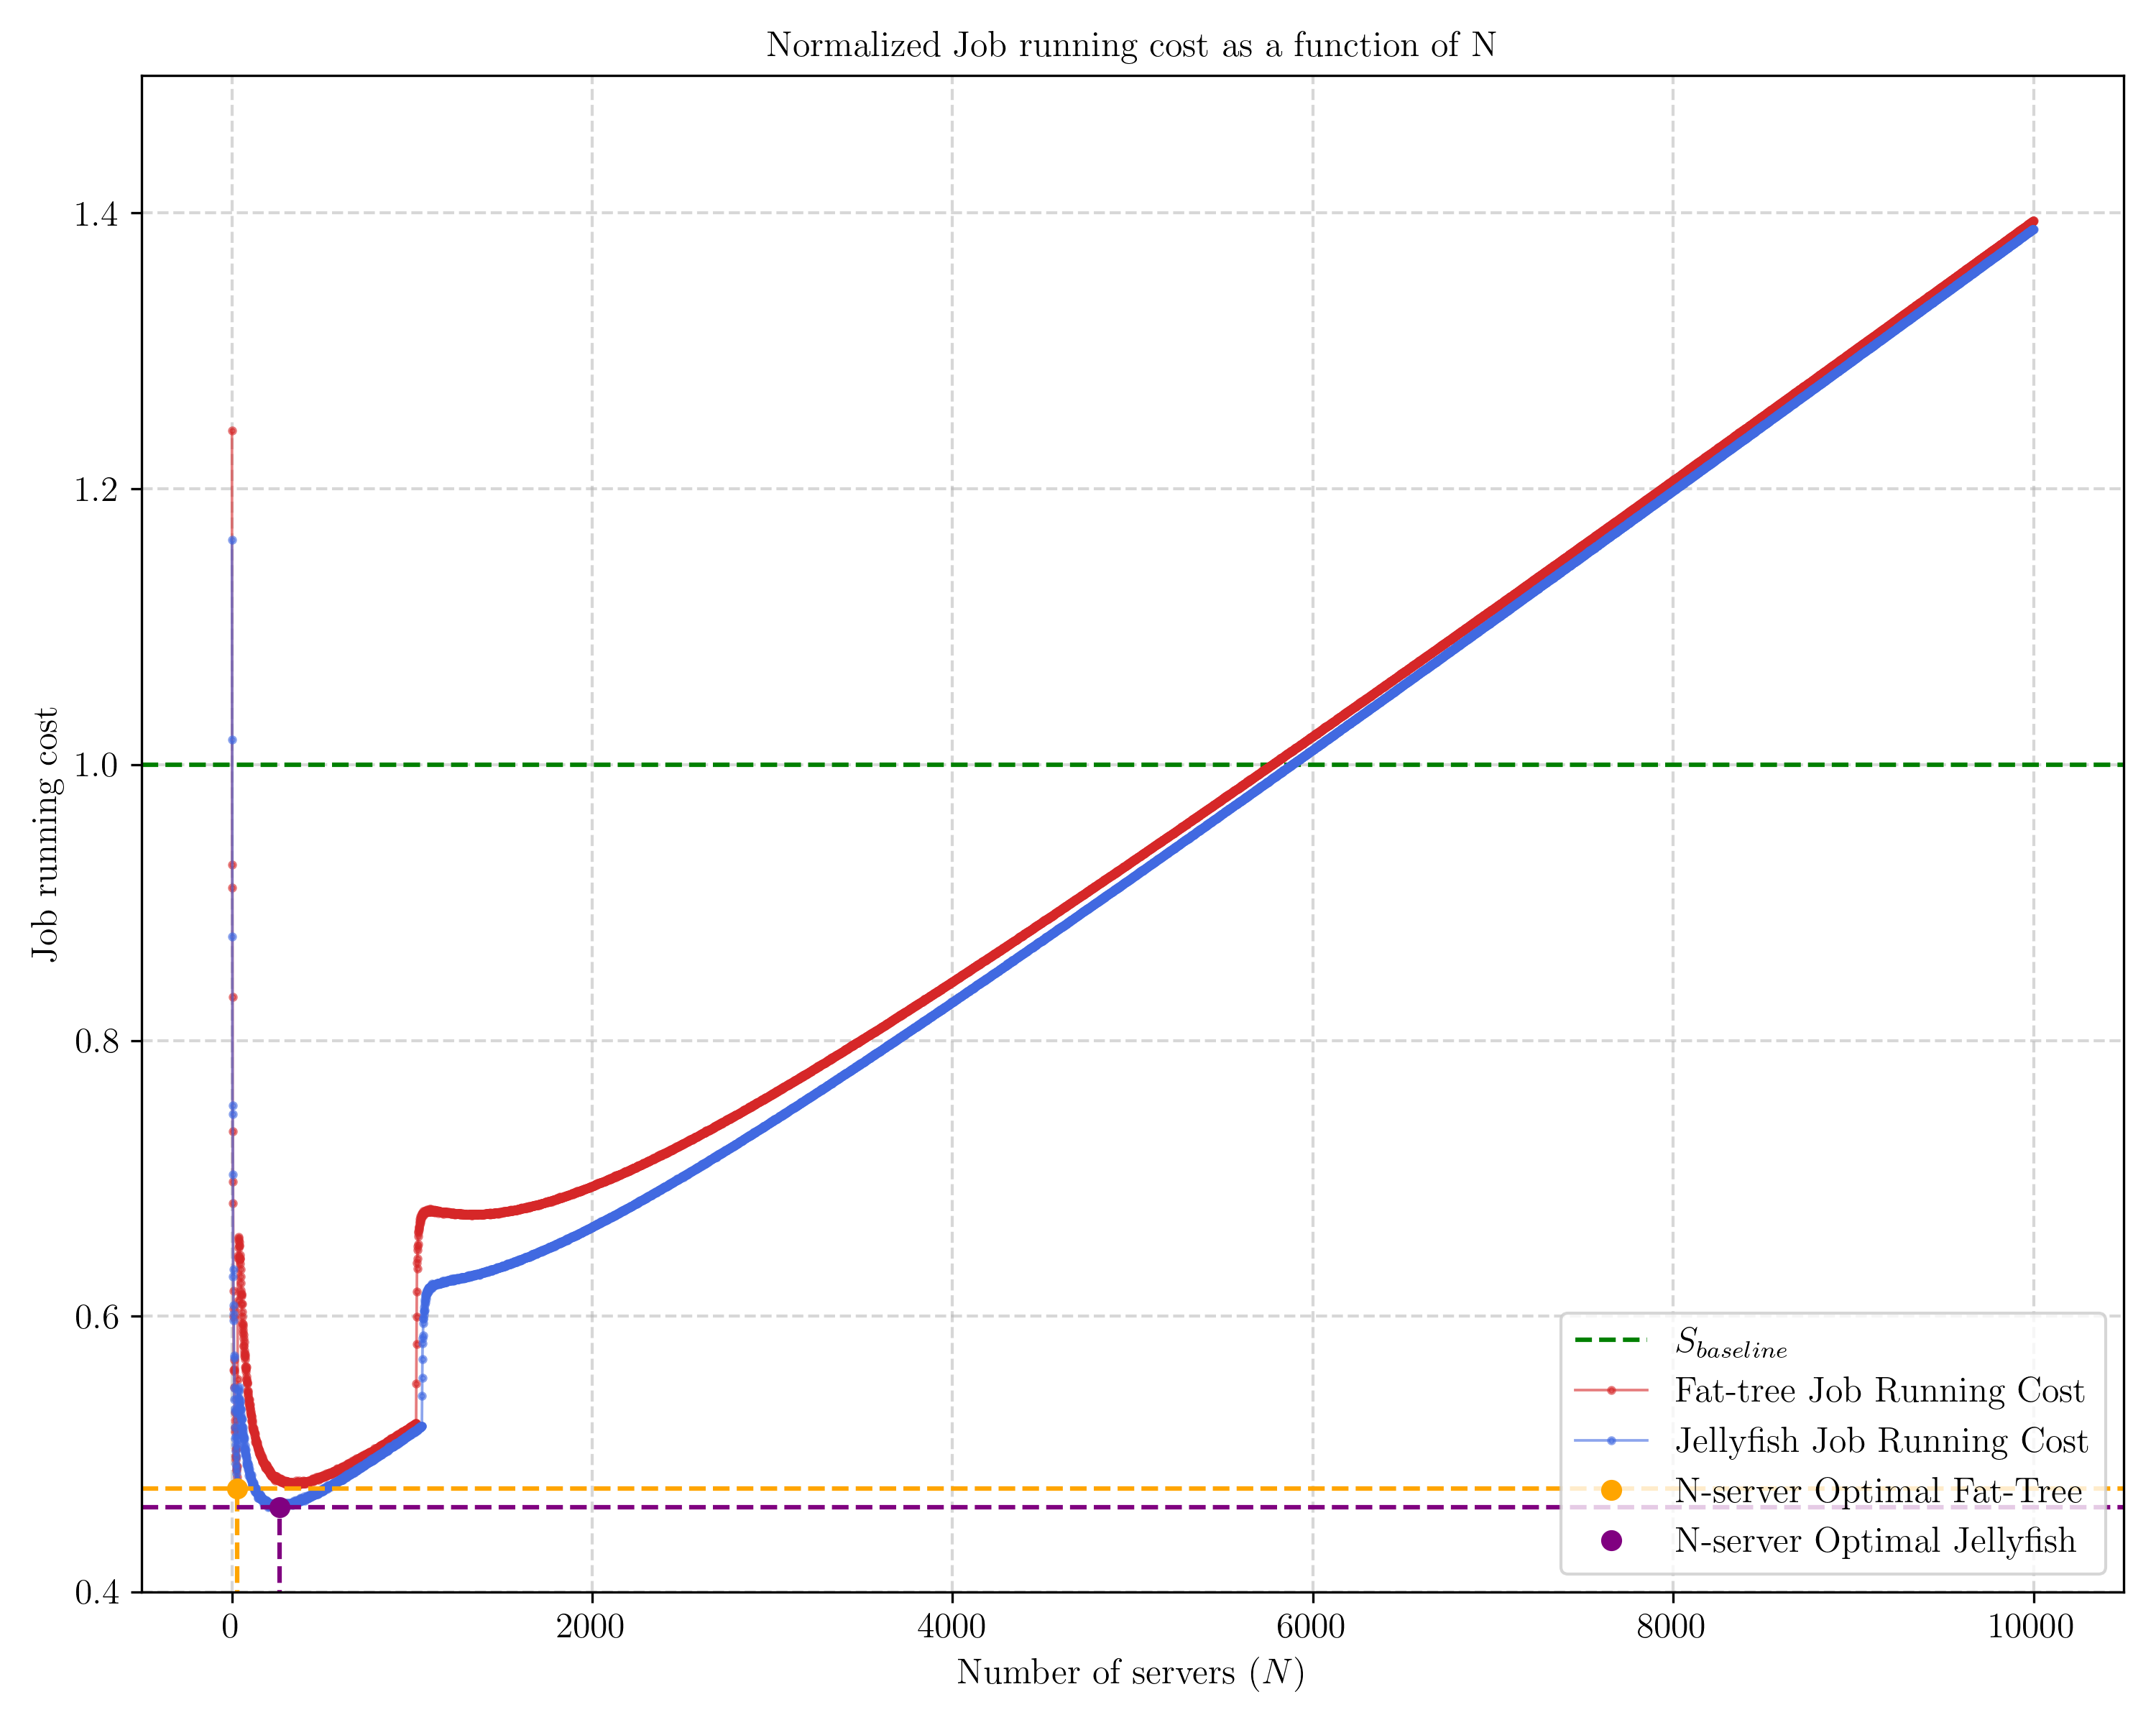 Normalized Job running cost as a function of N
Job running cost
1.4
1.2
1.0
0.8
0.6
0.4
0
2000
4000
6000
8000
10000
Number of servers (N)
S_baseline
Fat-tree Job Running Cost
Jellyfish Job Running Cost
N-server Optimal Fat-Tree
N-server Optimal Jellyfish